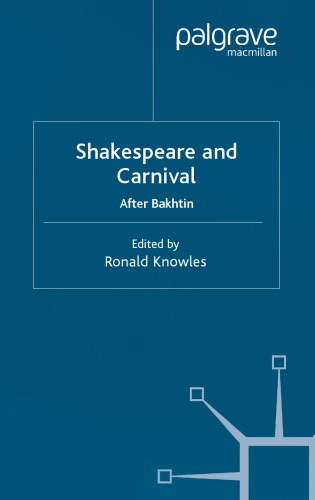 palgrave
macmillan
Shakespeare and
Carnival
After Bakhtin
Edited by
Ronald Knowles